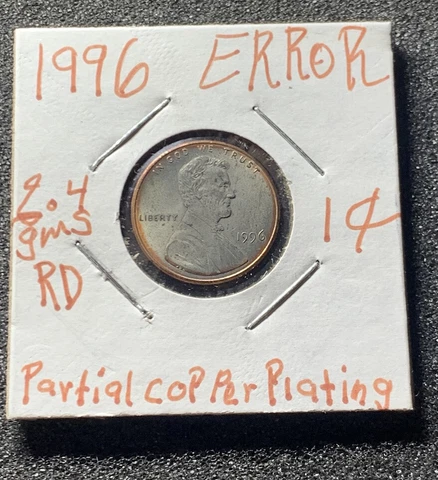 1996 ERROR
IN GOD WE TRUST
LIBERTY
1996
2.4
gms
RD
1¢
Partial copper Plating